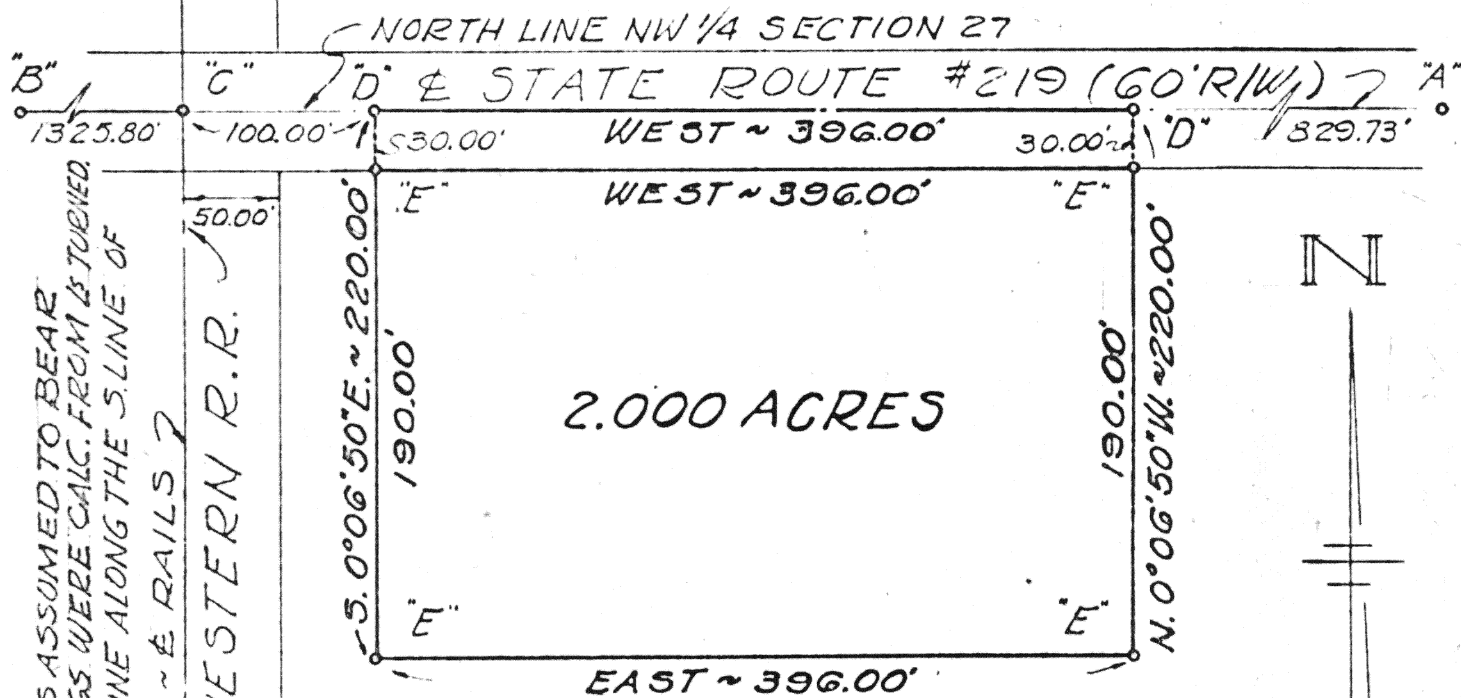 NORTH LINE NW 1/4 SECTION 27
"B" "C" "D" ℄ STATE ROUTE #219 (60' R/W) "A"
1325.80' 100.00' 30.00' WEST ~ 396.00' 30.00' "D" 829.73'
"E" WEST ~ 396.00' "E"
50.00'
N
S. 0°06'50"E. ~ 220.00'
190.00'
2.000 ACRES
190.00'
N. 0°06'50"W. ~ 220.00'
"E" "E"
EAST ~ 396.00'
ASSUMED TO BEAR
WERE CALC. FROM ∠s TURNED.
ALONG THE S. LINE OF
~ ℄ RAILS
ESTERN R.R.